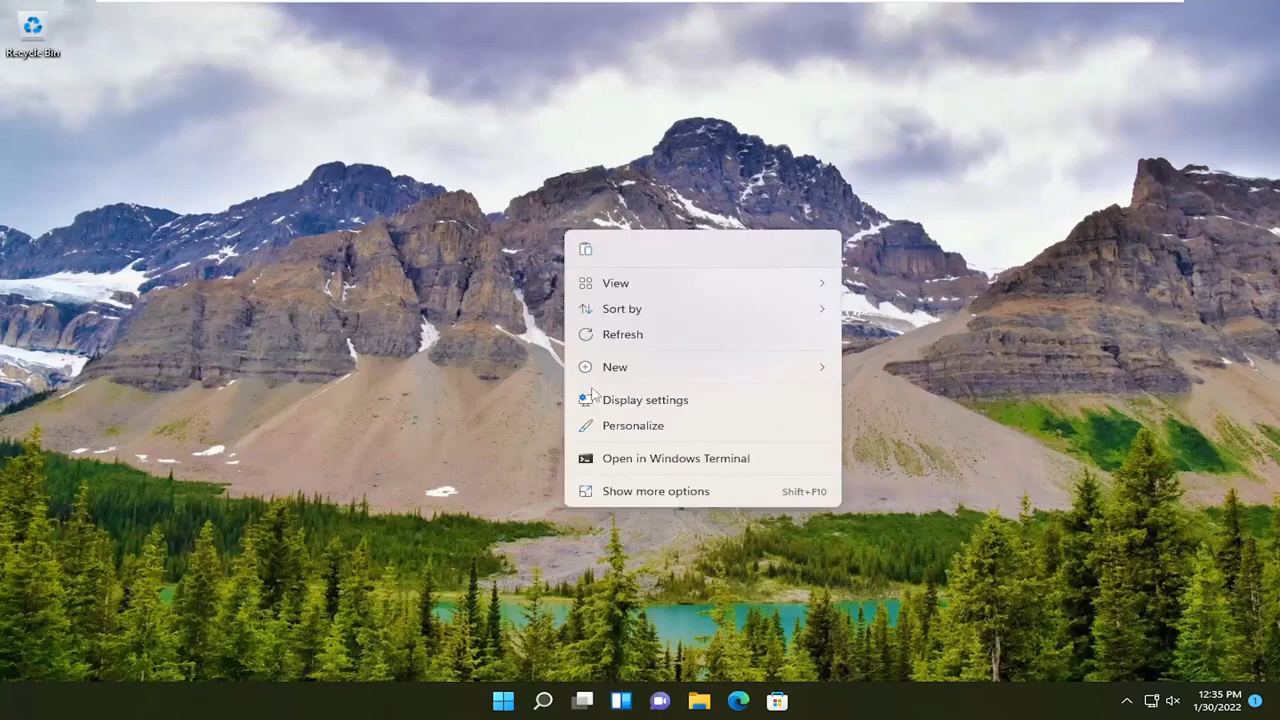 Recycle Bin
View
Sort by
Refresh
New
Display settings
Personalize
Open in Windows Terminal
Show more options Shift+F10
12:35 PM
1/30/2022
1